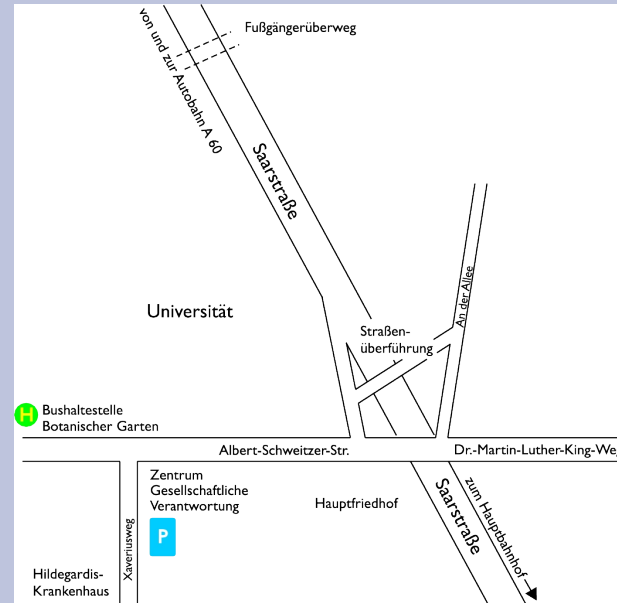 Fußgängerüberweg
von und zur Autobahn A 60
Saarstraße
An der Allee
Universität
Straßen-
überführung
H
Bushaltestelle
Botanischer Garten
Albert-Schweitzer-Str.
Dr.-Martin-Luther-King-Weg
Zentrum
Gesellschaftliche
Verantwortung
P
Xaveriusweg
Hauptfriedhof
Saarstraße
zum Hauptbahnhof
Hildegardis-
Krankenhaus